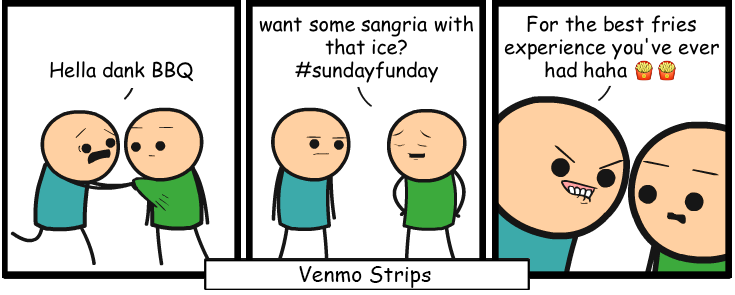 Hella dank BBQ
want some sangria with
that ice?
#sundayfunday
For the best fries
experience you've ever
had haha 🍟🍟
Venmo Strips